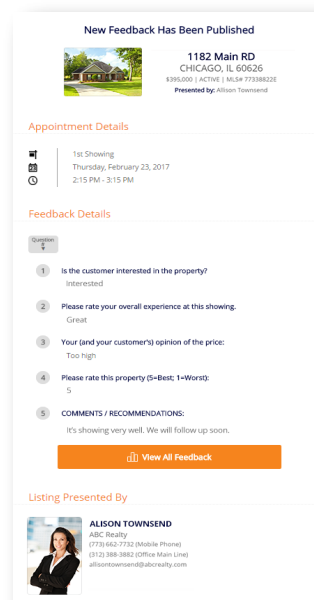 New Feedback Has Been Published
1182 Main RD
CHICAGO, IL 60626
$395,000 | ACTIVE | MLS# 77338822E
Presented by: Allison Townsend
Appointment Details
1st Showing
Thursday, February 23, 2017
2:15 PM - 3:15 PM
Feedback Details
Question
#
1 Is the customer interested in the property?
Interested
2 Please rate your overall experience at this showing.
Great
3 Your (and your customer's) opinion of the price:
Too high
4 Please rate this property (5=Best; 1=Worst):
5
5 COMMENTS / RECOMMENDATIONS:
It's showing very well. We will follow up soon.
View All Feedback
Listing Presented By
ALISON TOWNSEND
ABC Realty
(773) 662-7732 (Mobile Phone)
(312) 388-3882 (Office Main Line)
allisontownsend@abcrealty.com